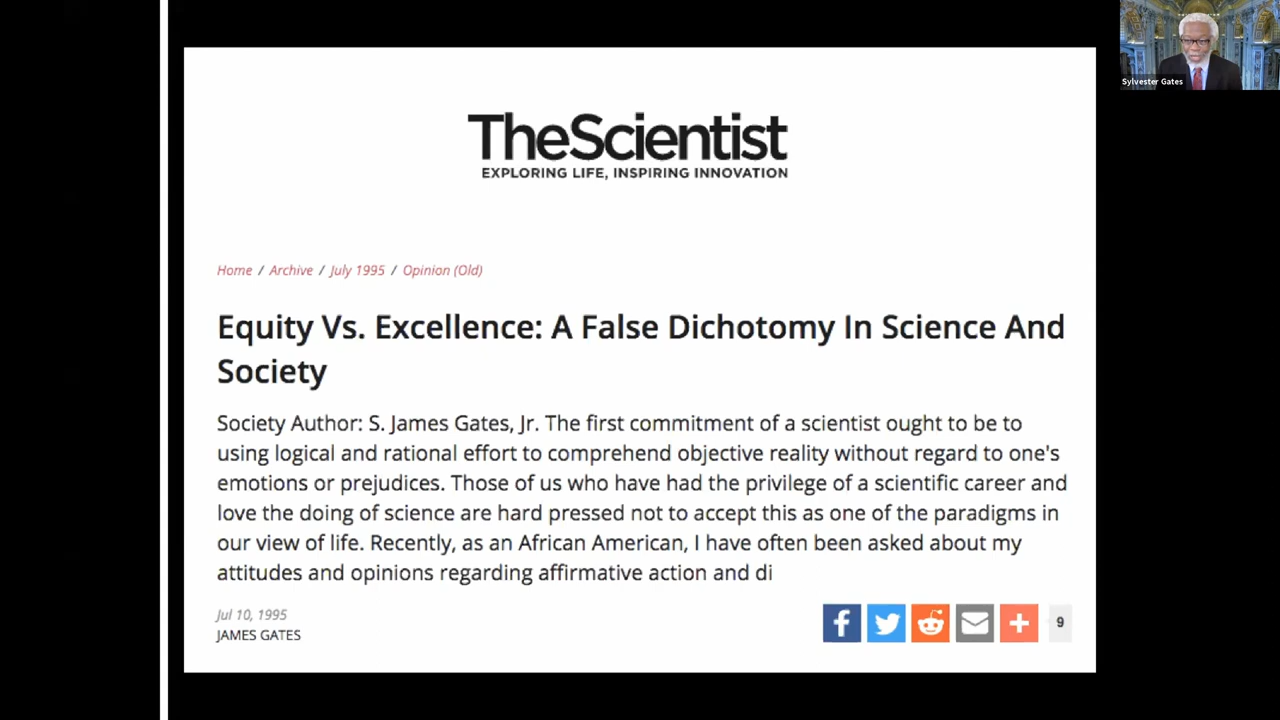 Sylvester Gates
TheScientist
EXPLORING LIFE, INSPIRING INNOVATION
Home / Archive / July 1995 / Opinion (Old)
Equity Vs. Excellence: A False Dichotomy In Science And
Society
Society Author: S. James Gates, Jr. The first commitment of a scientist ought to be to
using logical and rational effort to comprehend objective reality without regard to one's
emotions or prejudices. Those of us who have had the privilege of a scientific career and
love the doing of science are hard pressed not to accept this as one of the paradigms in
our view of life. Recently, as an African American, I have often been asked about my
attitudes and opinions regarding affirmative action and di
Jul 10, 1995
JAMES GATES
9